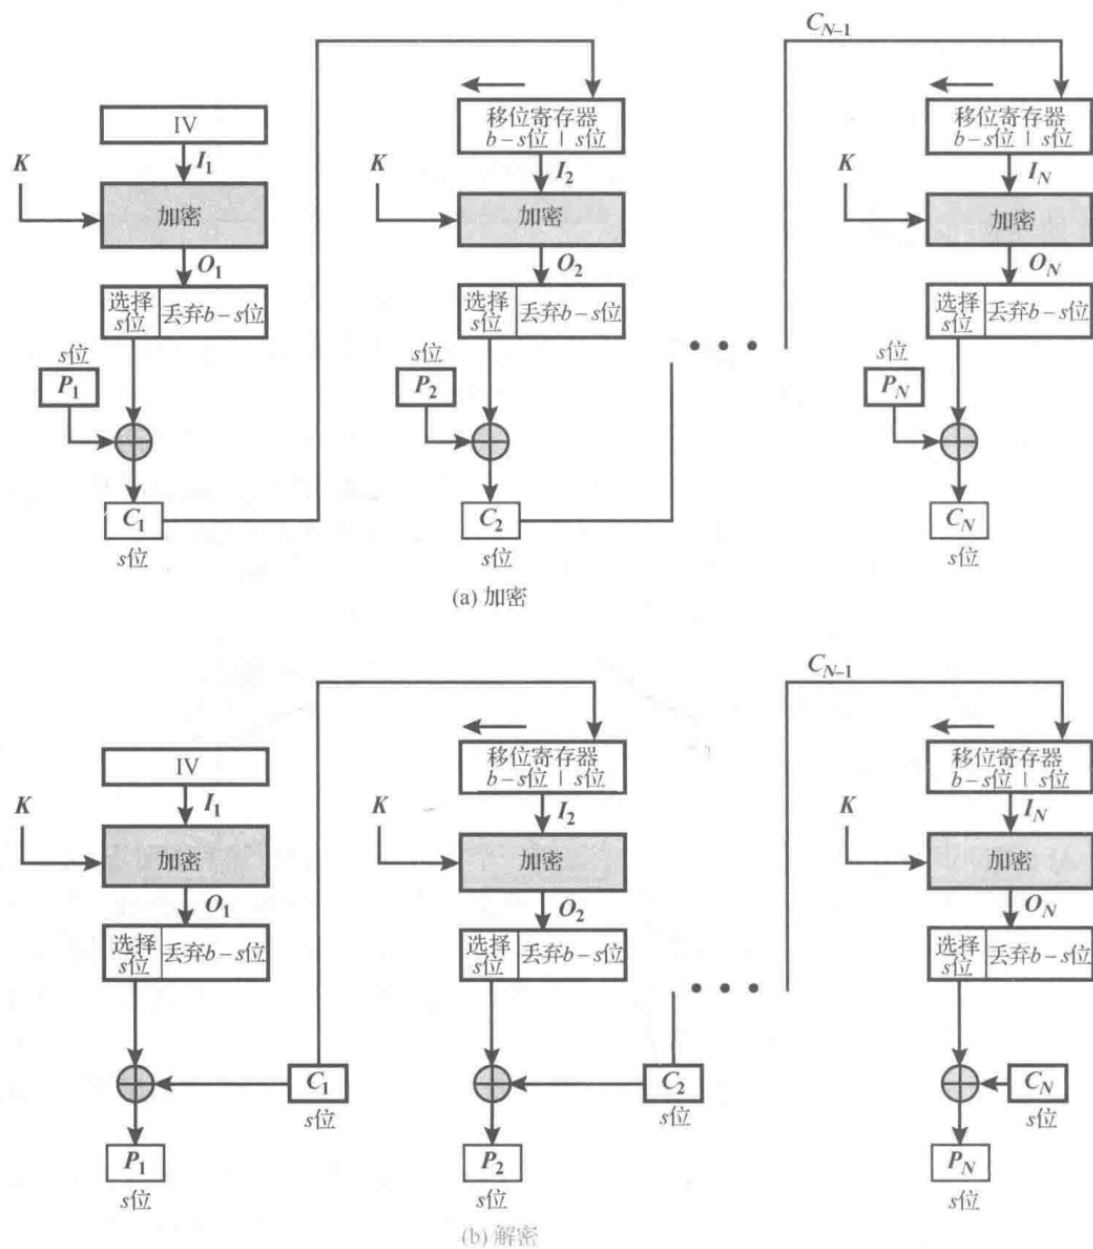 C_{N-1}
移位寄存器 移位寄存器
IV b-s位 | s位 b-s位 | s位
K I_1 K I_2 K I_N
加密 加密 加密
O_1 O_2 O_N
选择 s位 丢弃b-s位 选择 s位 丢弃b-s位 选择 s位 丢弃b-s位
s位 s位 s位
P_1 P_2 P_N
C_1 C_2 C_N
s位 s位 s位
(a) 加密
C_{N-1}
移位寄存器 移位寄存器
IV b-s位 | s位 b-s位 | s位
K I_1 K I_2 K I_N
加密 加密 加密
O_1 O_2 O_N
选择 s位 丢弃b-s位 选择 s位 丢弃b-s位 选择 s位 丢弃b-s位
C_1 C_2 C_N
s位 s位 s位
P_1 P_2 P_N
s位 s位 s位
(b) 解密